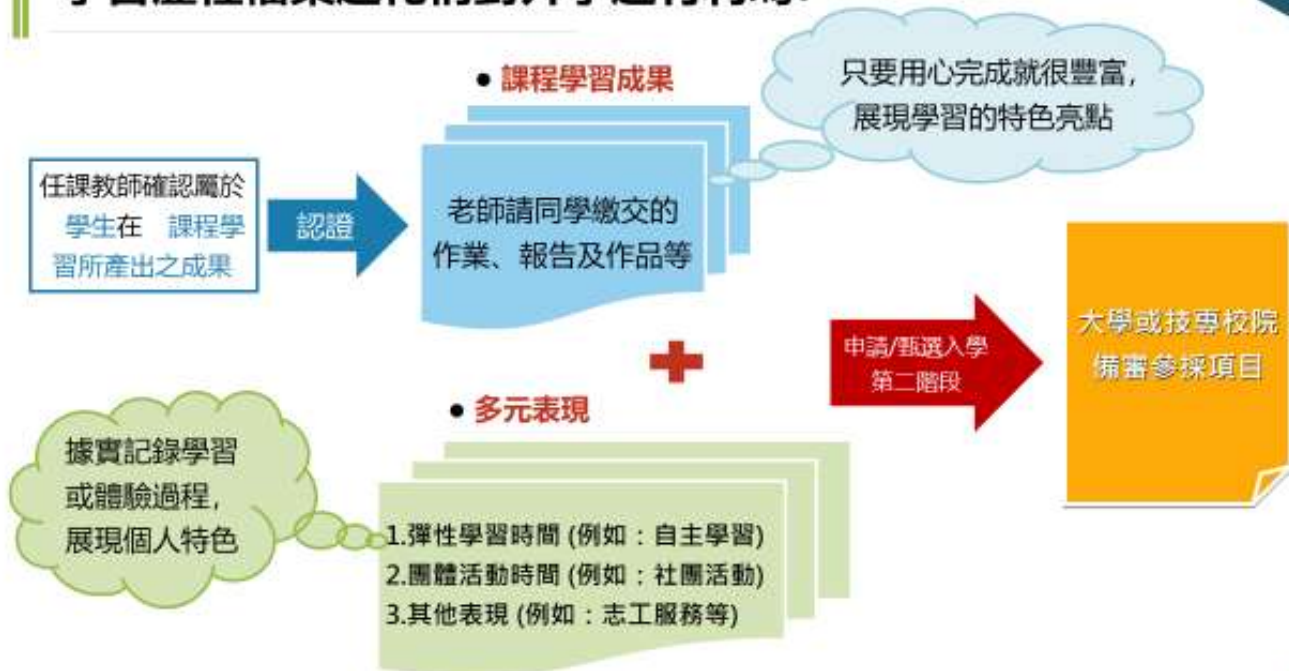 ● 課程學習成果
只要用心完成就很豐富,
展現學習的特色亮點
任課教師確認屬於
學生在 課程學
習所產出之成果
認證
老師請同學繳交的
作業、報告及作品等
申請/甄選入學
第二階段
大學或技專校院
備審參採項目
● 多元表現
據實記錄學習
或體驗過程,
展現個人特色
1.彈性學習時間 (例如：自主學習)
2.團體活動時間 (例如：社團活動)
3.其他表現 (例如：志工服務等)